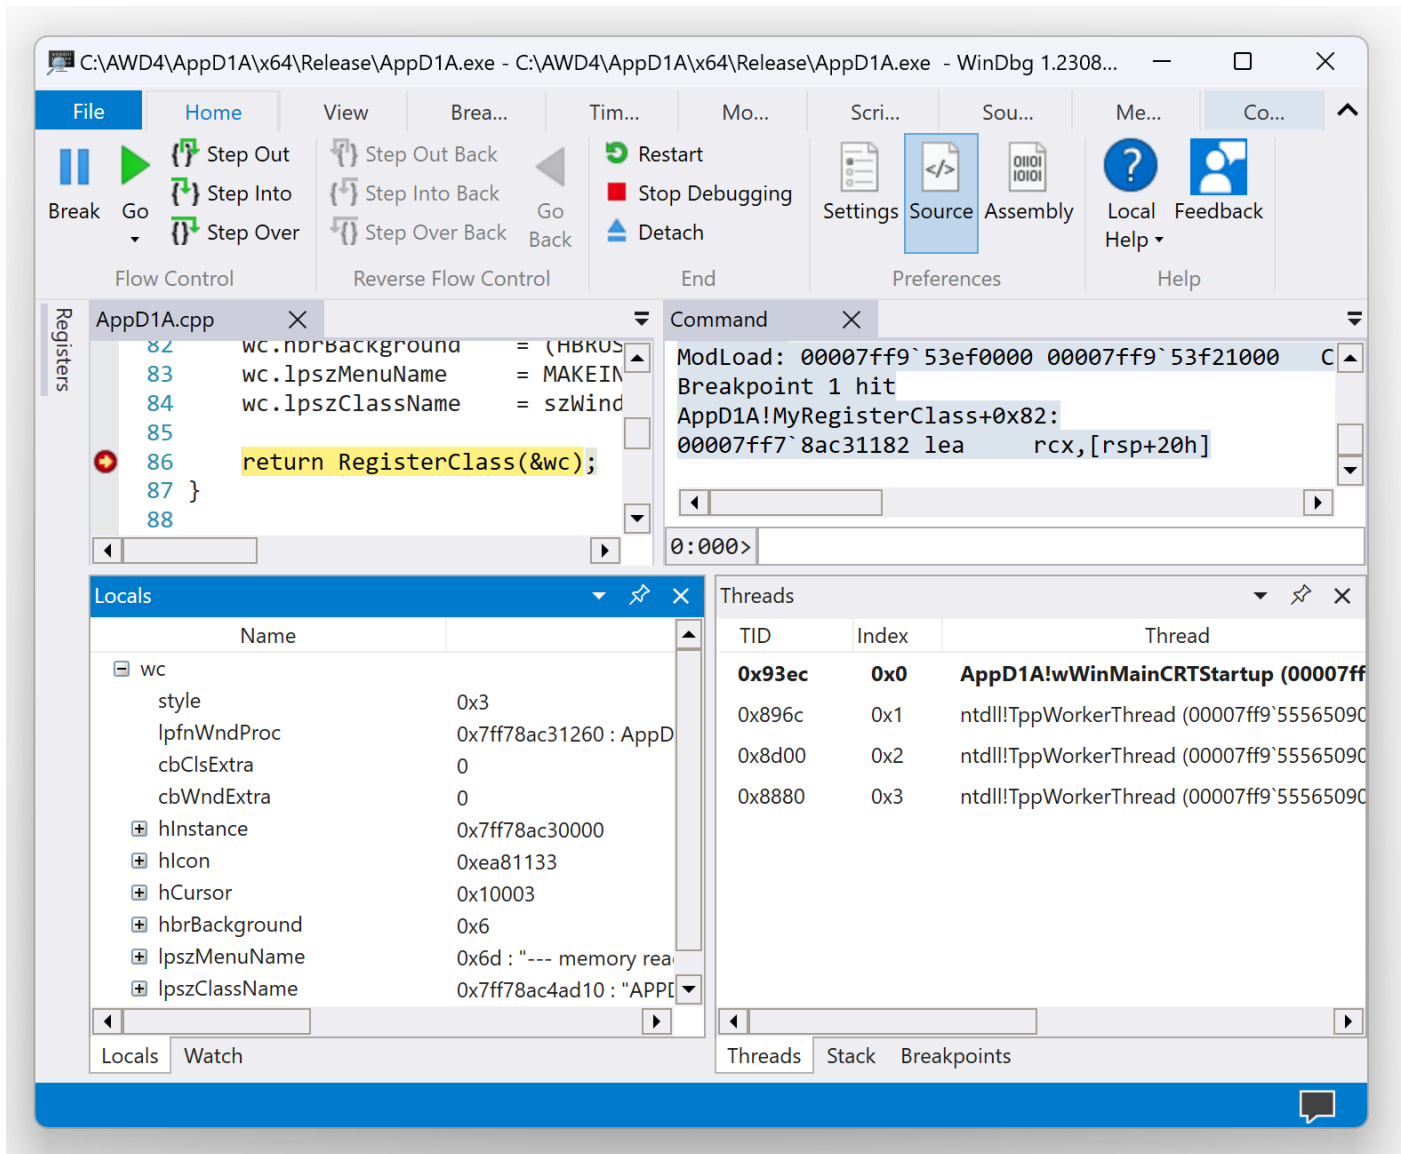 C:\AWD4\AppD1A\x64\Release\AppD1A.exe - C:\AWD4\AppD1A\x64\Release\AppD1A.exe - WinDbg 1.2308...
File Home View Brea... Tim... Mo... Scri... Sou... Me... Co...
Break
Go
Step Out
Step Into
Step Over
Flow Control
Step Out Back
Step Into Back
Step Over Back
Go
Back
Reverse Flow Control
Restart
Stop Debugging
Detach
End
Settings
Source
Assembly
Preferences
Local
Help
Feedback
Help
Registers
AppD1A.cpp
82 wc.hbrBackground = (HBRUS
83 wc.lpszMenuName = MAKEIN
84 wc.lpszClassName = szWind
85
86 return RegisterClass(&wc);
87 }
88
Command
ModLoad: 00007ff9`53ef0000 00007ff9`53f21000 C
Breakpoint 1 hit
AppD1A!MyRegisterClass+0x82:
00007ff7`8ac31182 lea rcx,[rsp+20h]
0:000>
Locals
Name
wc
style 0x3
lpfnWndProc 0x7ff78ac31260 : AppD
cbClsExtra 0
cbWndExtra 0
hInstance 0x7ff78ac30000
hIcon 0xea81133
hCursor 0x10003
hbrBackground 0x6
lpszMenuName 0x6d : "--- memory rea
lpszClassName 0x7ff78ac4ad10 : "APPD
Locals Watch
Threads
TID Index Thread
0x93ec 0x0 AppD1A!wWinMainCRTStartup (00007ff
0x896c 0x1 ntdll!TppWorkerThread (00007ff9`55565090
0x8d00 0x2 ntdll!TppWorkerThread (00007ff9`55565090
0x8880 0x3 ntdll!TppWorkerThread (00007ff9`55565090
Threads Stack Breakpoints